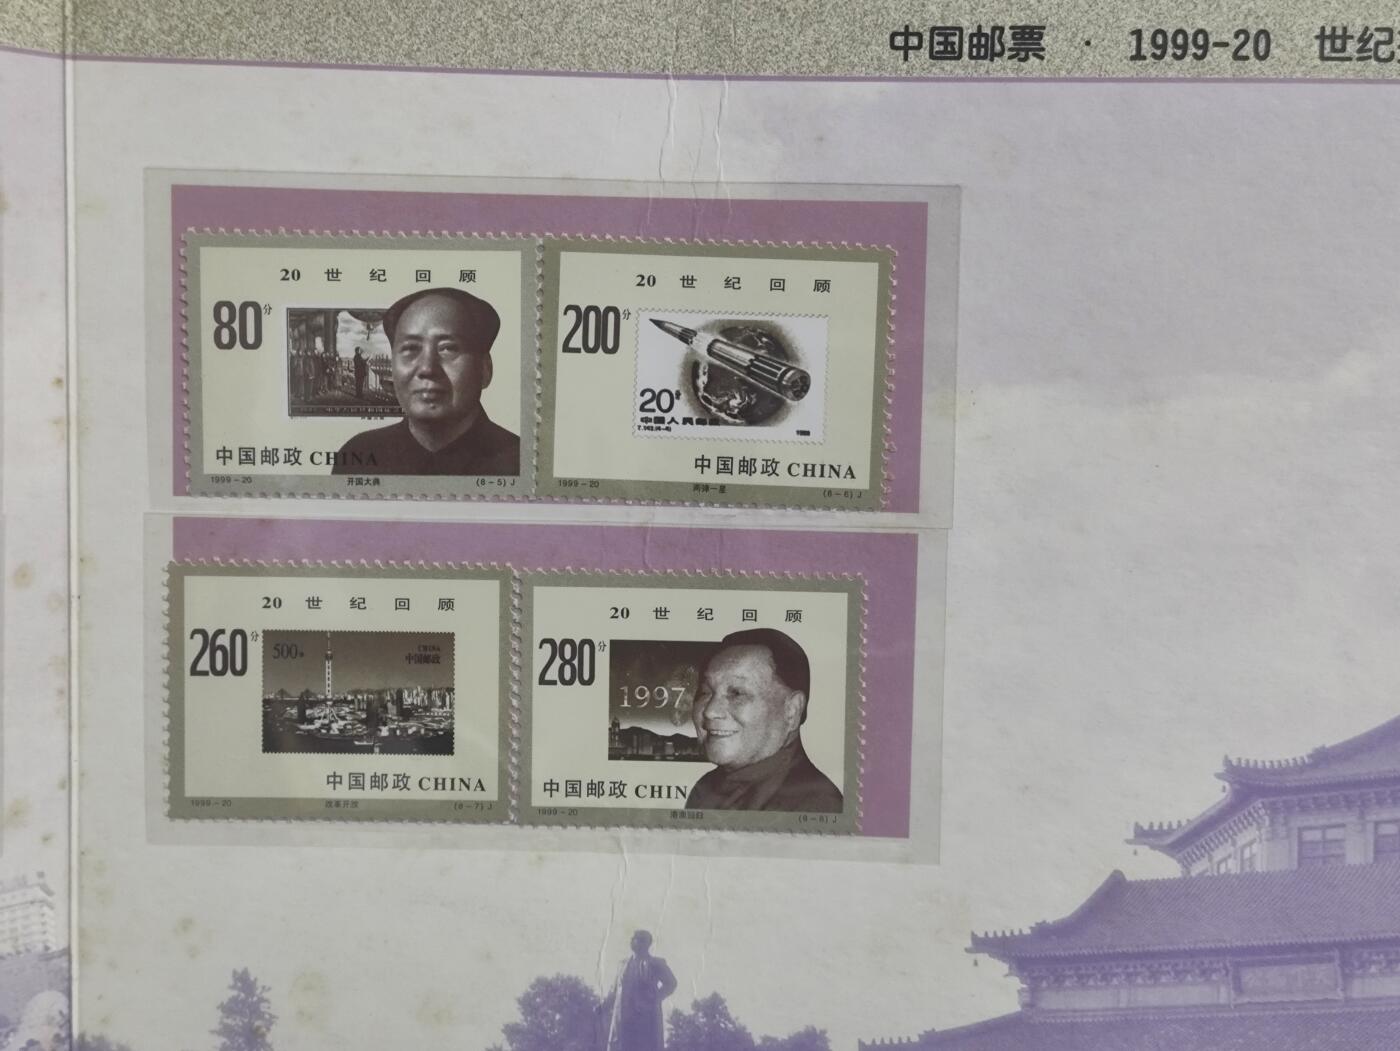 中国邮票 · 1999-20 世纪
20 世 纪 回 顾
80分
中国邮政 CHINA
1999-20 开国大典 (8-5) J
20 世 纪 回 顾
200分
20分
中国人民邮政
T.143.(4-4) 1989
中国邮政 CHINA
1999-20 两弹一星 (8-6) J
20 世 纪 回 顾
260分
500分
CHINA
中国邮政
中国邮政 CHINA
1999-20 改革开放 (8-7) J
20 世 纪 回 顾
280分
1997
中国邮政 CHIN
1999-20 港澳回归 (8-8) J